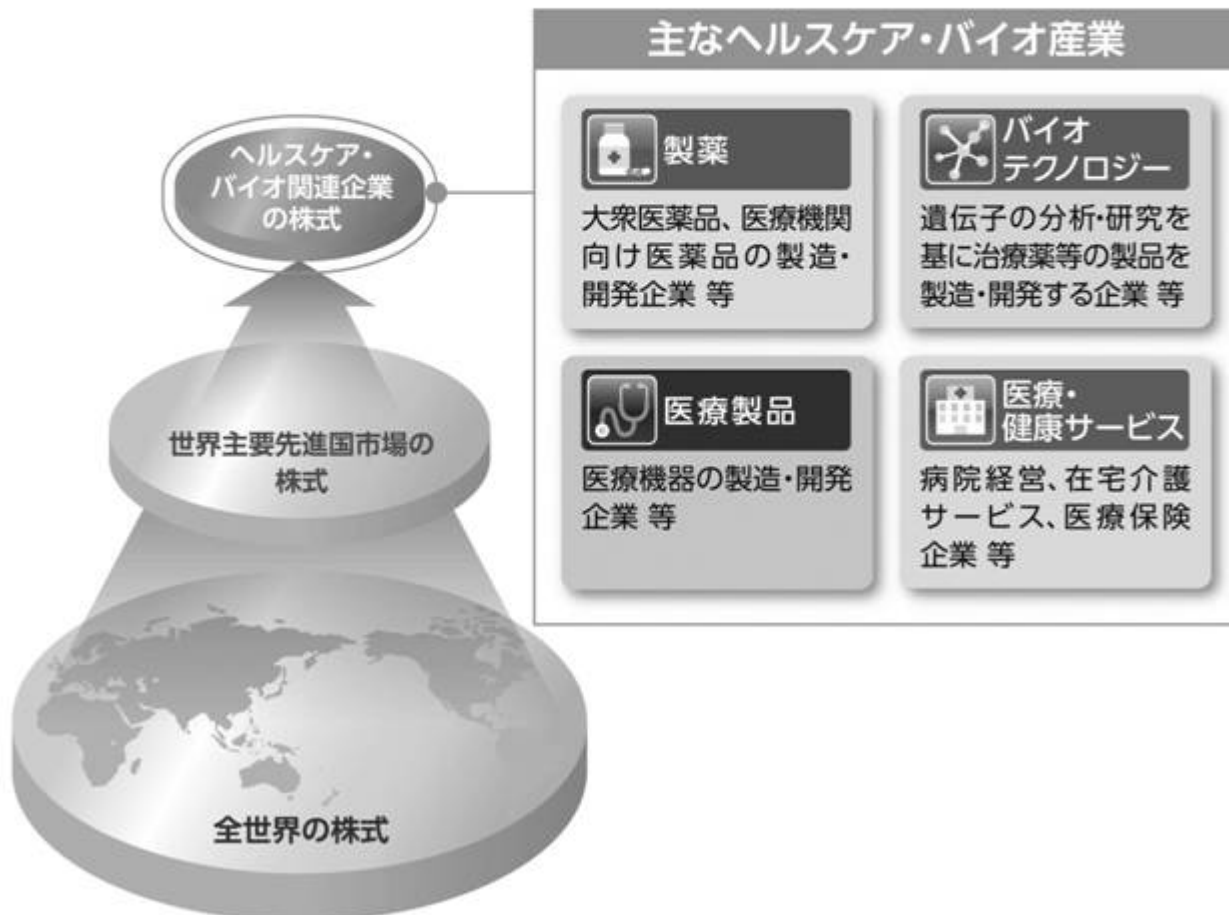 主なヘルスケア・バイオ産業
ヘルスケア・
バイオ関連企業
の株式
世界主要先進国市場の
株式
全世界の株式
製薬
大衆医薬品、医療機関
向け医薬品の製造・
開発企業 等
バイオ
テクノロジー
遺伝子の分析・研究を
基に治療薬等の製品を
製造・開発する企業 等
医療製品
医療機器の製造・開発
企業 等
医療・
健康サービス
病院経営、在宅介護
サービス、医療保険
企業 等